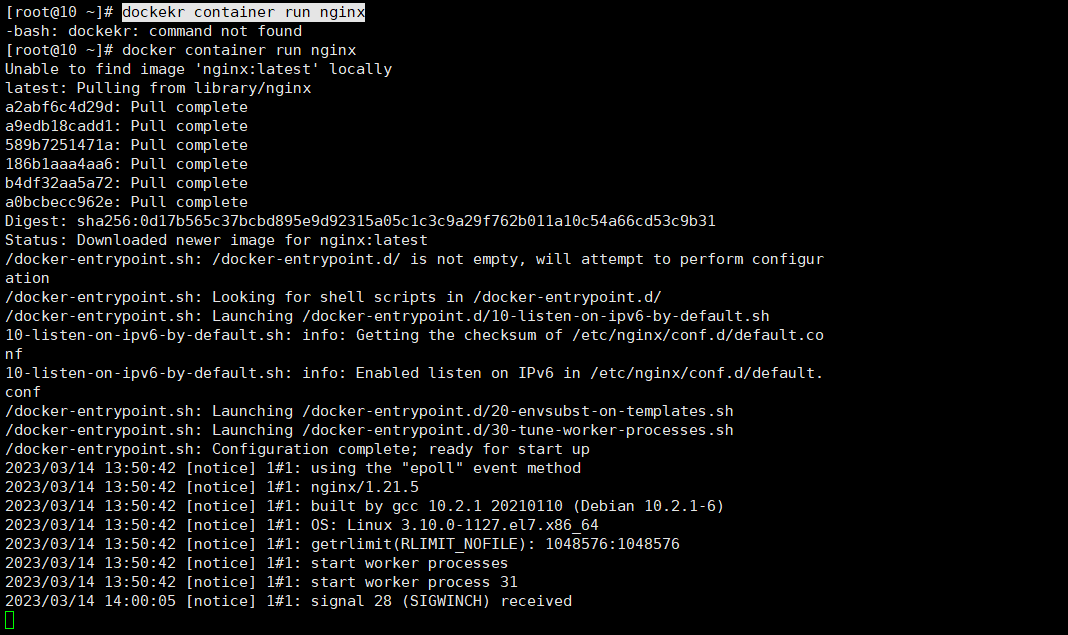 [root@10 ~]# dockekr container run nginx
-bash: dockekr: command not found
[root@10 ~]# docker container run nginx
Unable to find image 'nginx:latest' locally
latest: Pulling from library/nginx
a2abf6c4d29d: Pull complete
a9edb18cadd1: Pull complete
589b7251471a: Pull complete
186b1aaa4aa6: Pull complete
b4df32aa5a72: Pull complete
a0bcbecc962e: Pull complete
Digest: sha256:0d17b565c37bcbd895e9d92315a05c1c3c9a29f762b011a10c54a66cd53c9b31
Status: Downloaded newer image for nginx:latest
/docker-entrypoint.sh: /docker-entrypoint.d/ is not empty, will attempt to perform configur
ation
/docker-entrypoint.sh: Looking for shell scripts in /docker-entrypoint.d/
/docker-entrypoint.sh: Launching /docker-entrypoint.d/10-listen-on-ipv6-by-default.sh
10-listen-on-ipv6-by-default.sh: info: Getting the checksum of /etc/nginx/conf.d/default.co
nf
10-listen-on-ipv6-by-default.sh: info: Enabled listen on IPv6 in /etc/nginx/conf.d/default.
conf
/docker-entrypoint.sh: Launching /docker-entrypoint.d/20-envsubst-on-templates.sh
/docker-entrypoint.sh: Launching /docker-entrypoint.d/30-tune-worker-processes.sh
/docker-entrypoint.sh: Configuration complete; ready for start up
2023/03/14 13:50:42 [notice] 1#1: using the "epoll" event method
2023/03/14 13:50:42 [notice] 1#1: nginx/1.21.5
2023/03/14 13:50:42 [notice] 1#1: built by gcc 10.2.1 20210110 (Debian 10.2.1-6)
2023/03/14 13:50:42 [notice] 1#1: OS: Linux 3.10.0-1127.el7.x86_64
2023/03/14 13:50:42 [notice] 1#1: getrlimit(RLIMIT_NOFILE): 1048576:1048576
2023/03/14 13:50:42 [notice] 1#1: start worker processes
2023/03/14 13:50:42 [notice] 1#1: start worker process 31
2023/03/14 14:00:05 [notice] 1#1: signal 28 (SIGWINCH) received